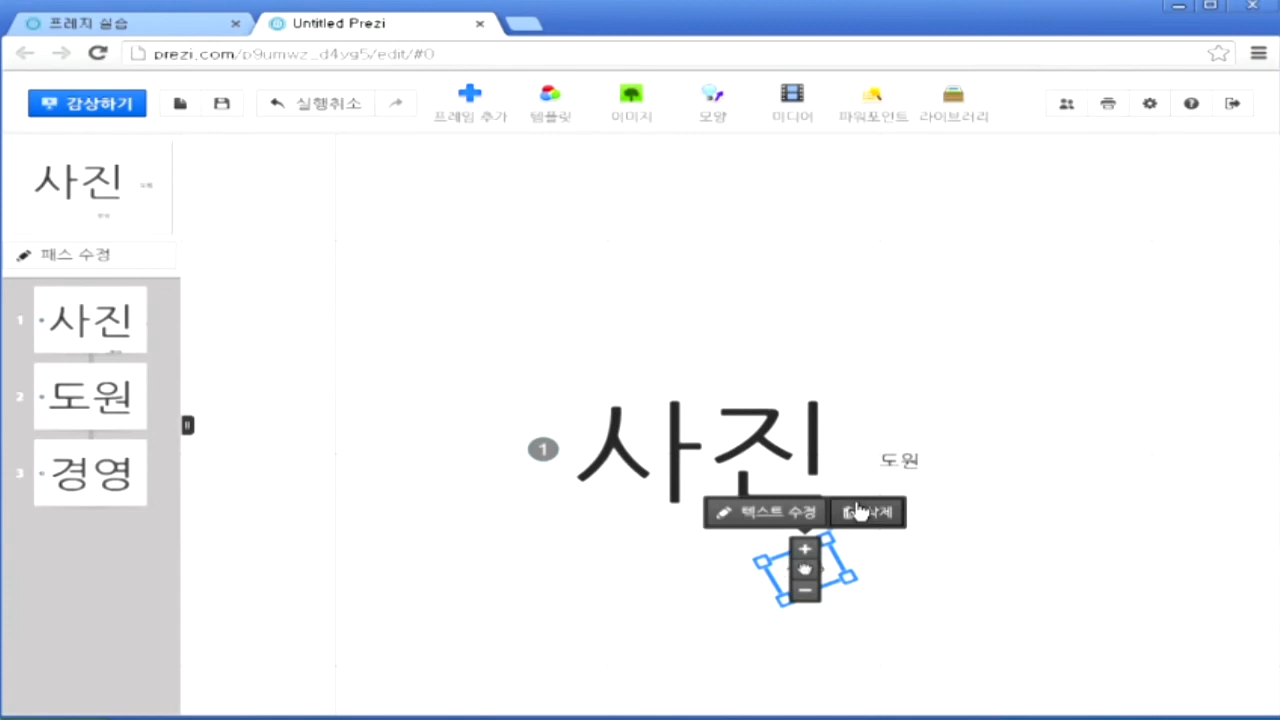 프레지 실습
Untitled Prezi
prezi.com/p9umwz_d4yg5/edit/#0
감상하기
실행취소
프레임 추가
템플릿
이미지
모양
미디어
파워포인트
라이브러리
사진
패스 수정
1 사진
2 도원
3 경영
1
사진
도원
텍스트 수정